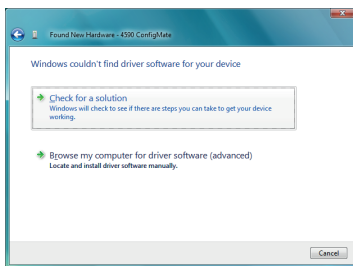 Found New Hardware - 4590 ConfigMate
Windows couldn't find driver software for your device
Check for a solution
Windows will check to see if there are steps you can take to get your device
working.
Browse my computer for driver software (advanced)
Locate and install driver software manually.
Cancel